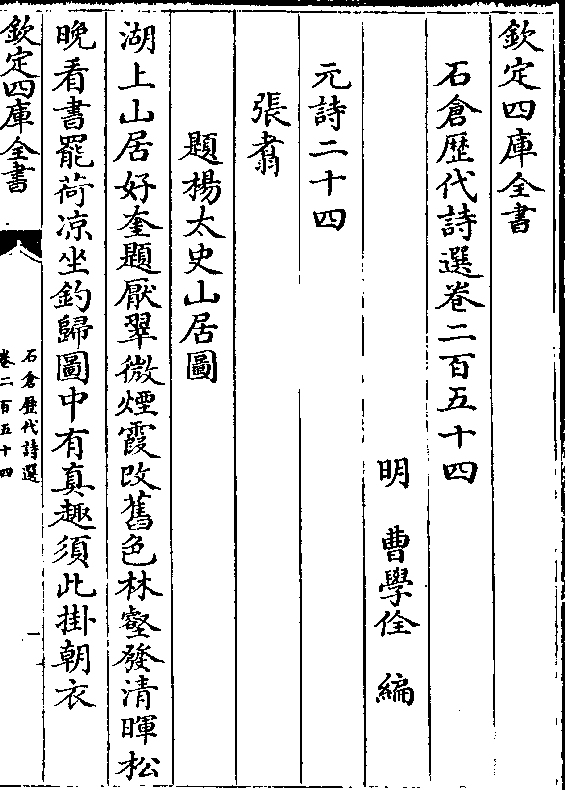 欽定四庫全書
石倉歴代詩選卷二百五十四
明 曹學佺 編
元詩二十四
張翥
題楊太史山居圖
湖上山居好奎題厭翠微煙霞改舊色林壑發清暉松
晚看書罷荷凉坐釣歸圖中有真趣須此掛朝衣
欽定四庫全書
石倉歴代詩選
卷二百五十四
一